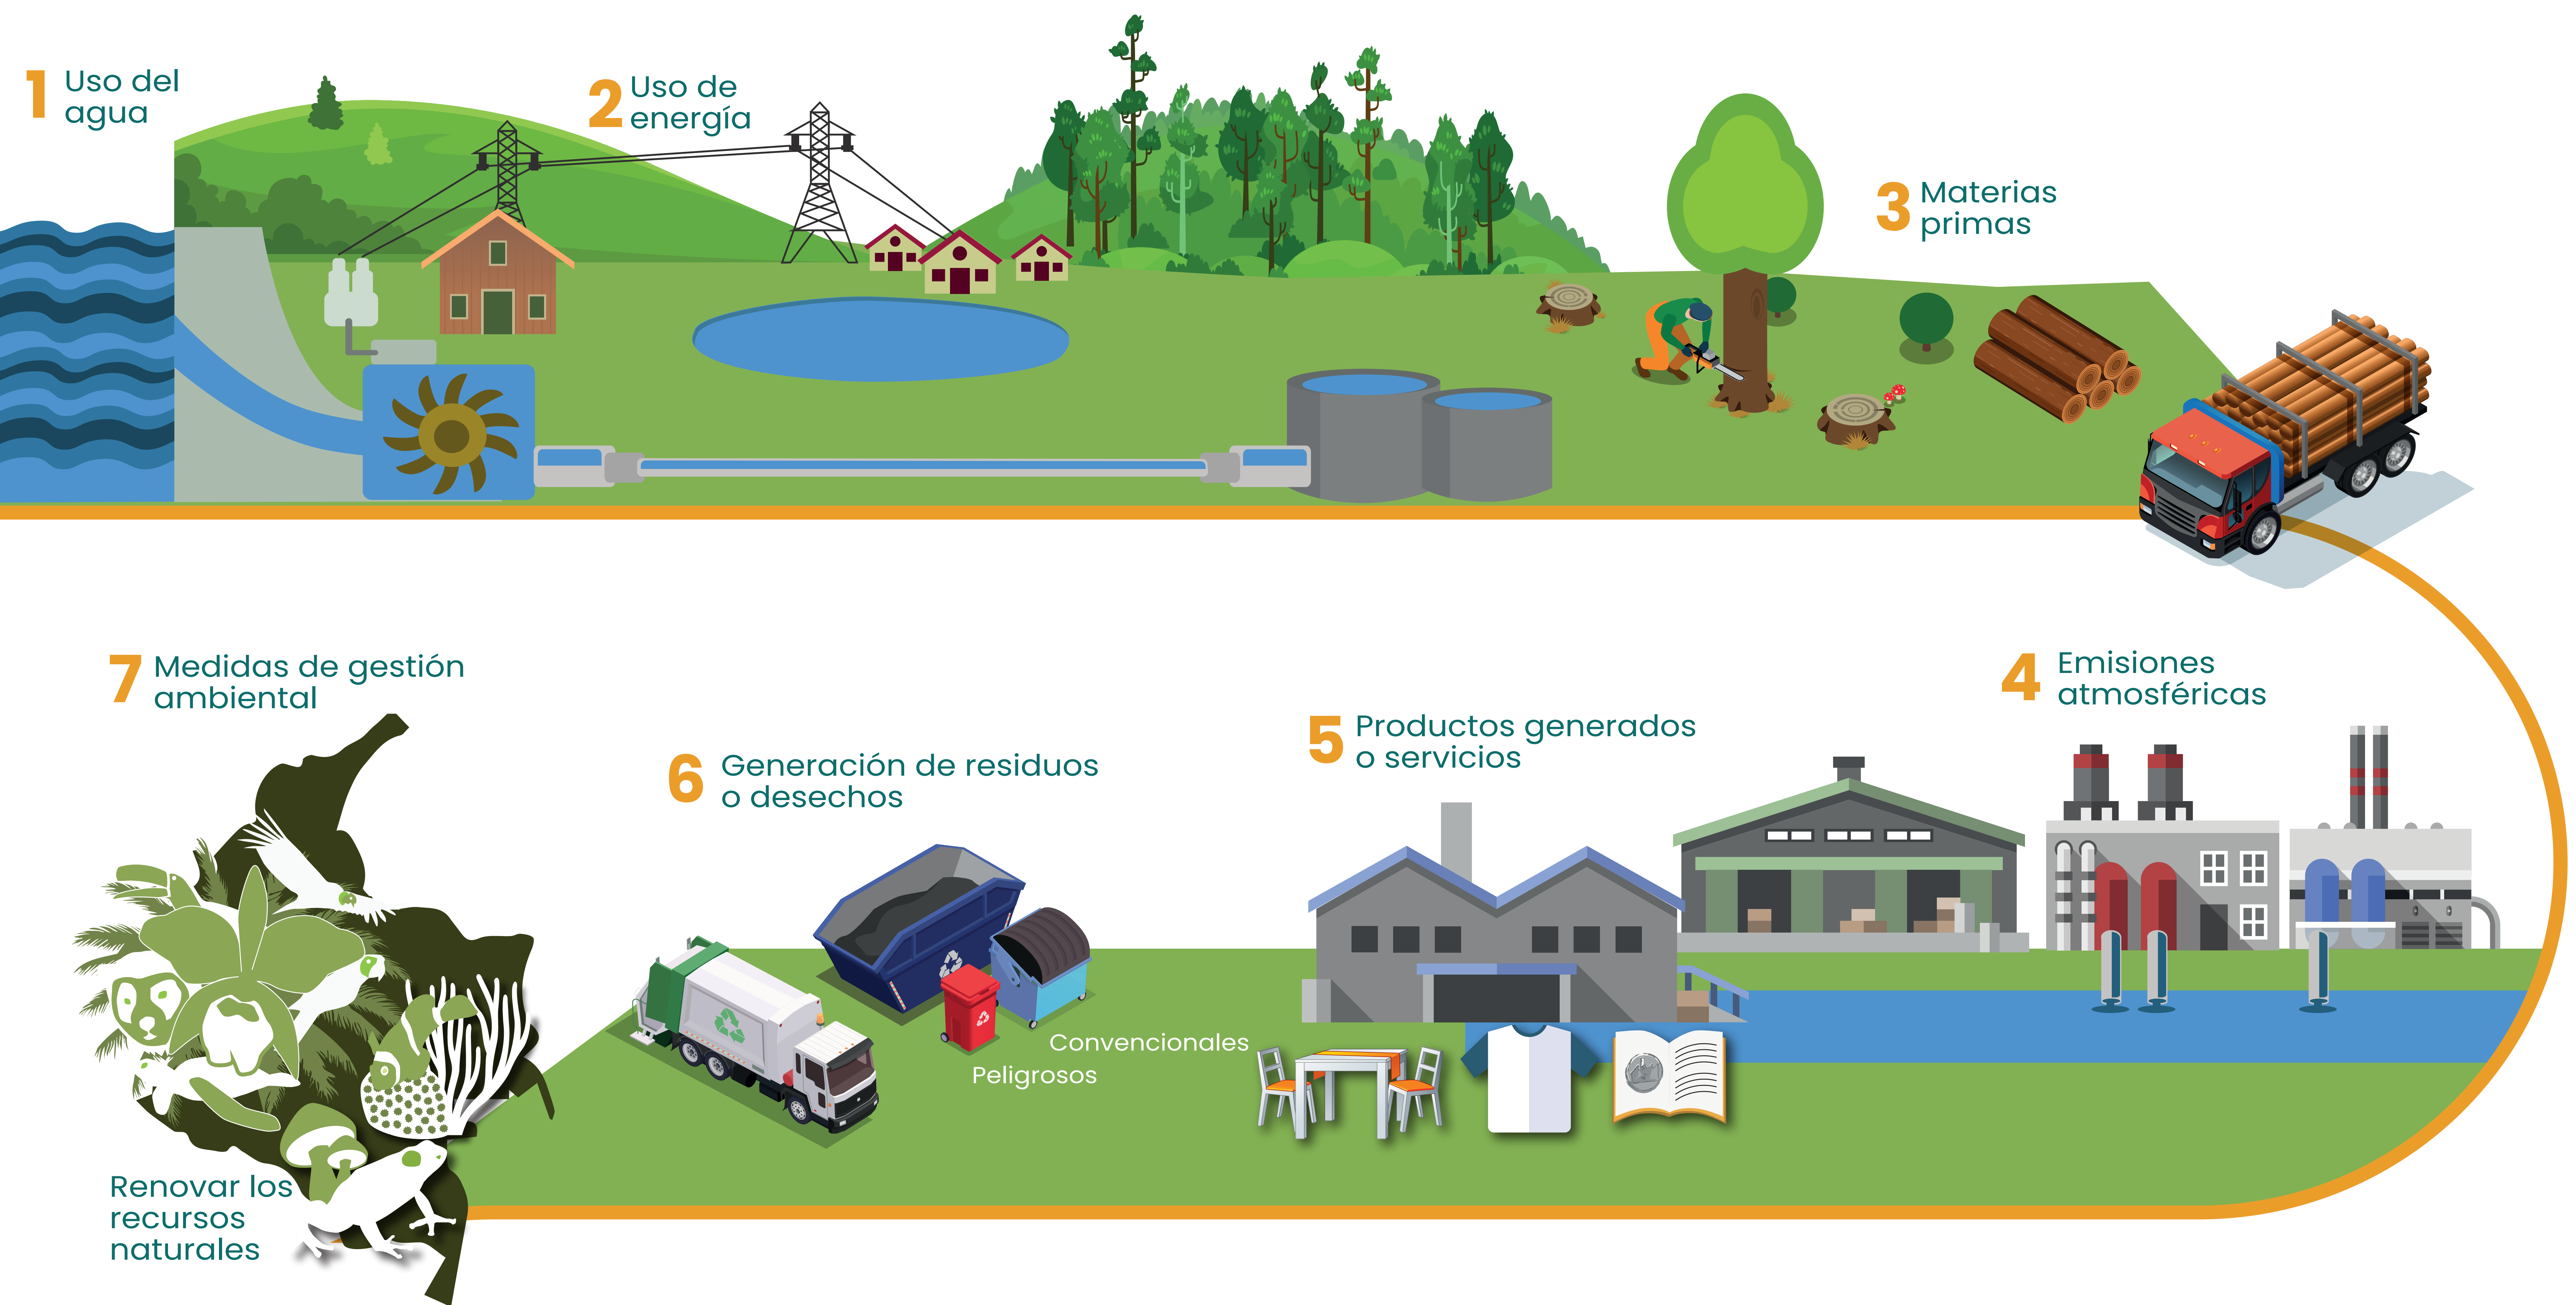 1 Uso del
agua
2 Uso de
energía
3 Materias
primas
4 Emisiones
atmosféricas
5 Productos generados
o servicios
6 Generación de residuos
o desechos
Convencionales
Peligrosos
7 Medidas de gestión
ambiental
Renovar los
recursos
naturales